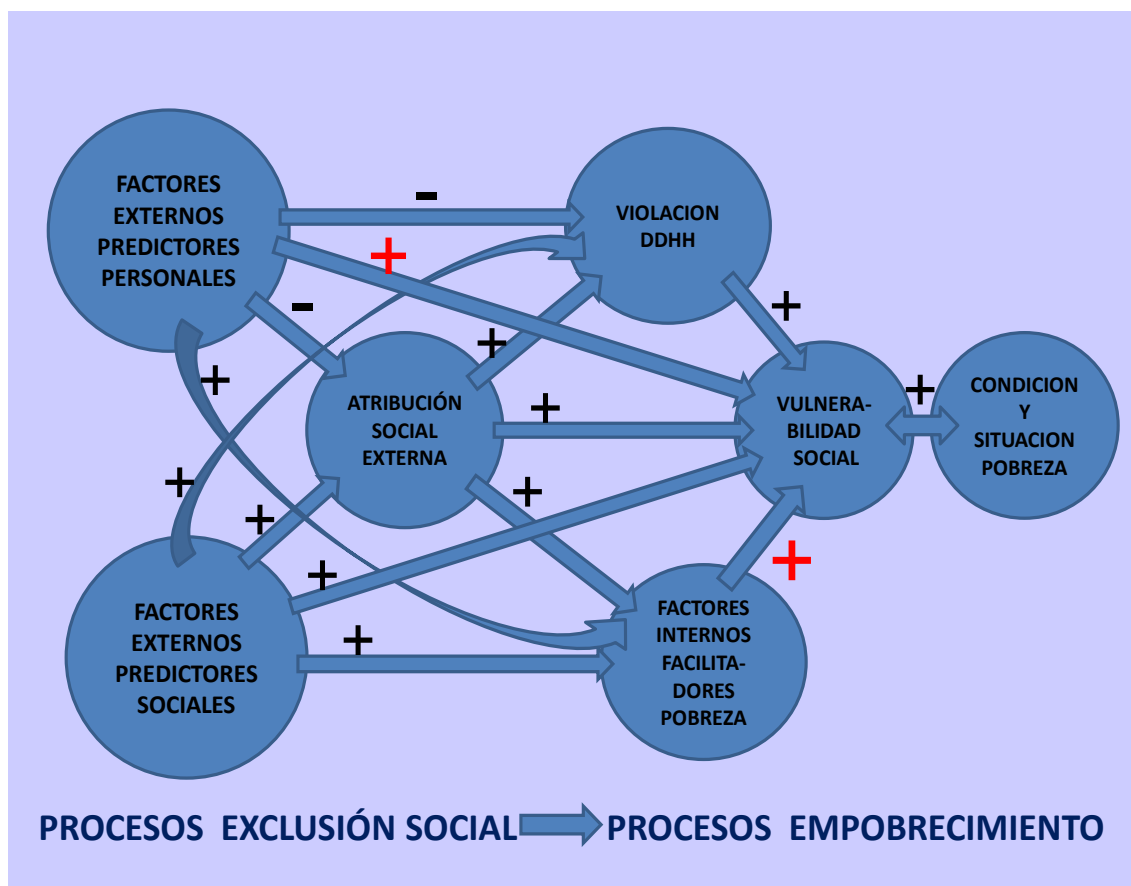 FACTORES
EXTERNOS
PREDICTORES
PERSONALES
-
+
-
+
VIOLACION
DDHH
+
+
ATRIBUCIÓN
SOCIAL
EXTERNA
+
+
VULNERA-
BILIDAD
SOCIAL
+
CONDICION
Y
SITUACION
POBREZA
+
+
+
+
FACTORES
EXTERNOS
PREDICTORES
SOCIALES
+
FACTORES
INTERNOS
FACILITA-
DORES
POBREZA
PROCESOS EXCLUSIÓN SOCIAL
PROCESOS EMPOBRECIMIENTO